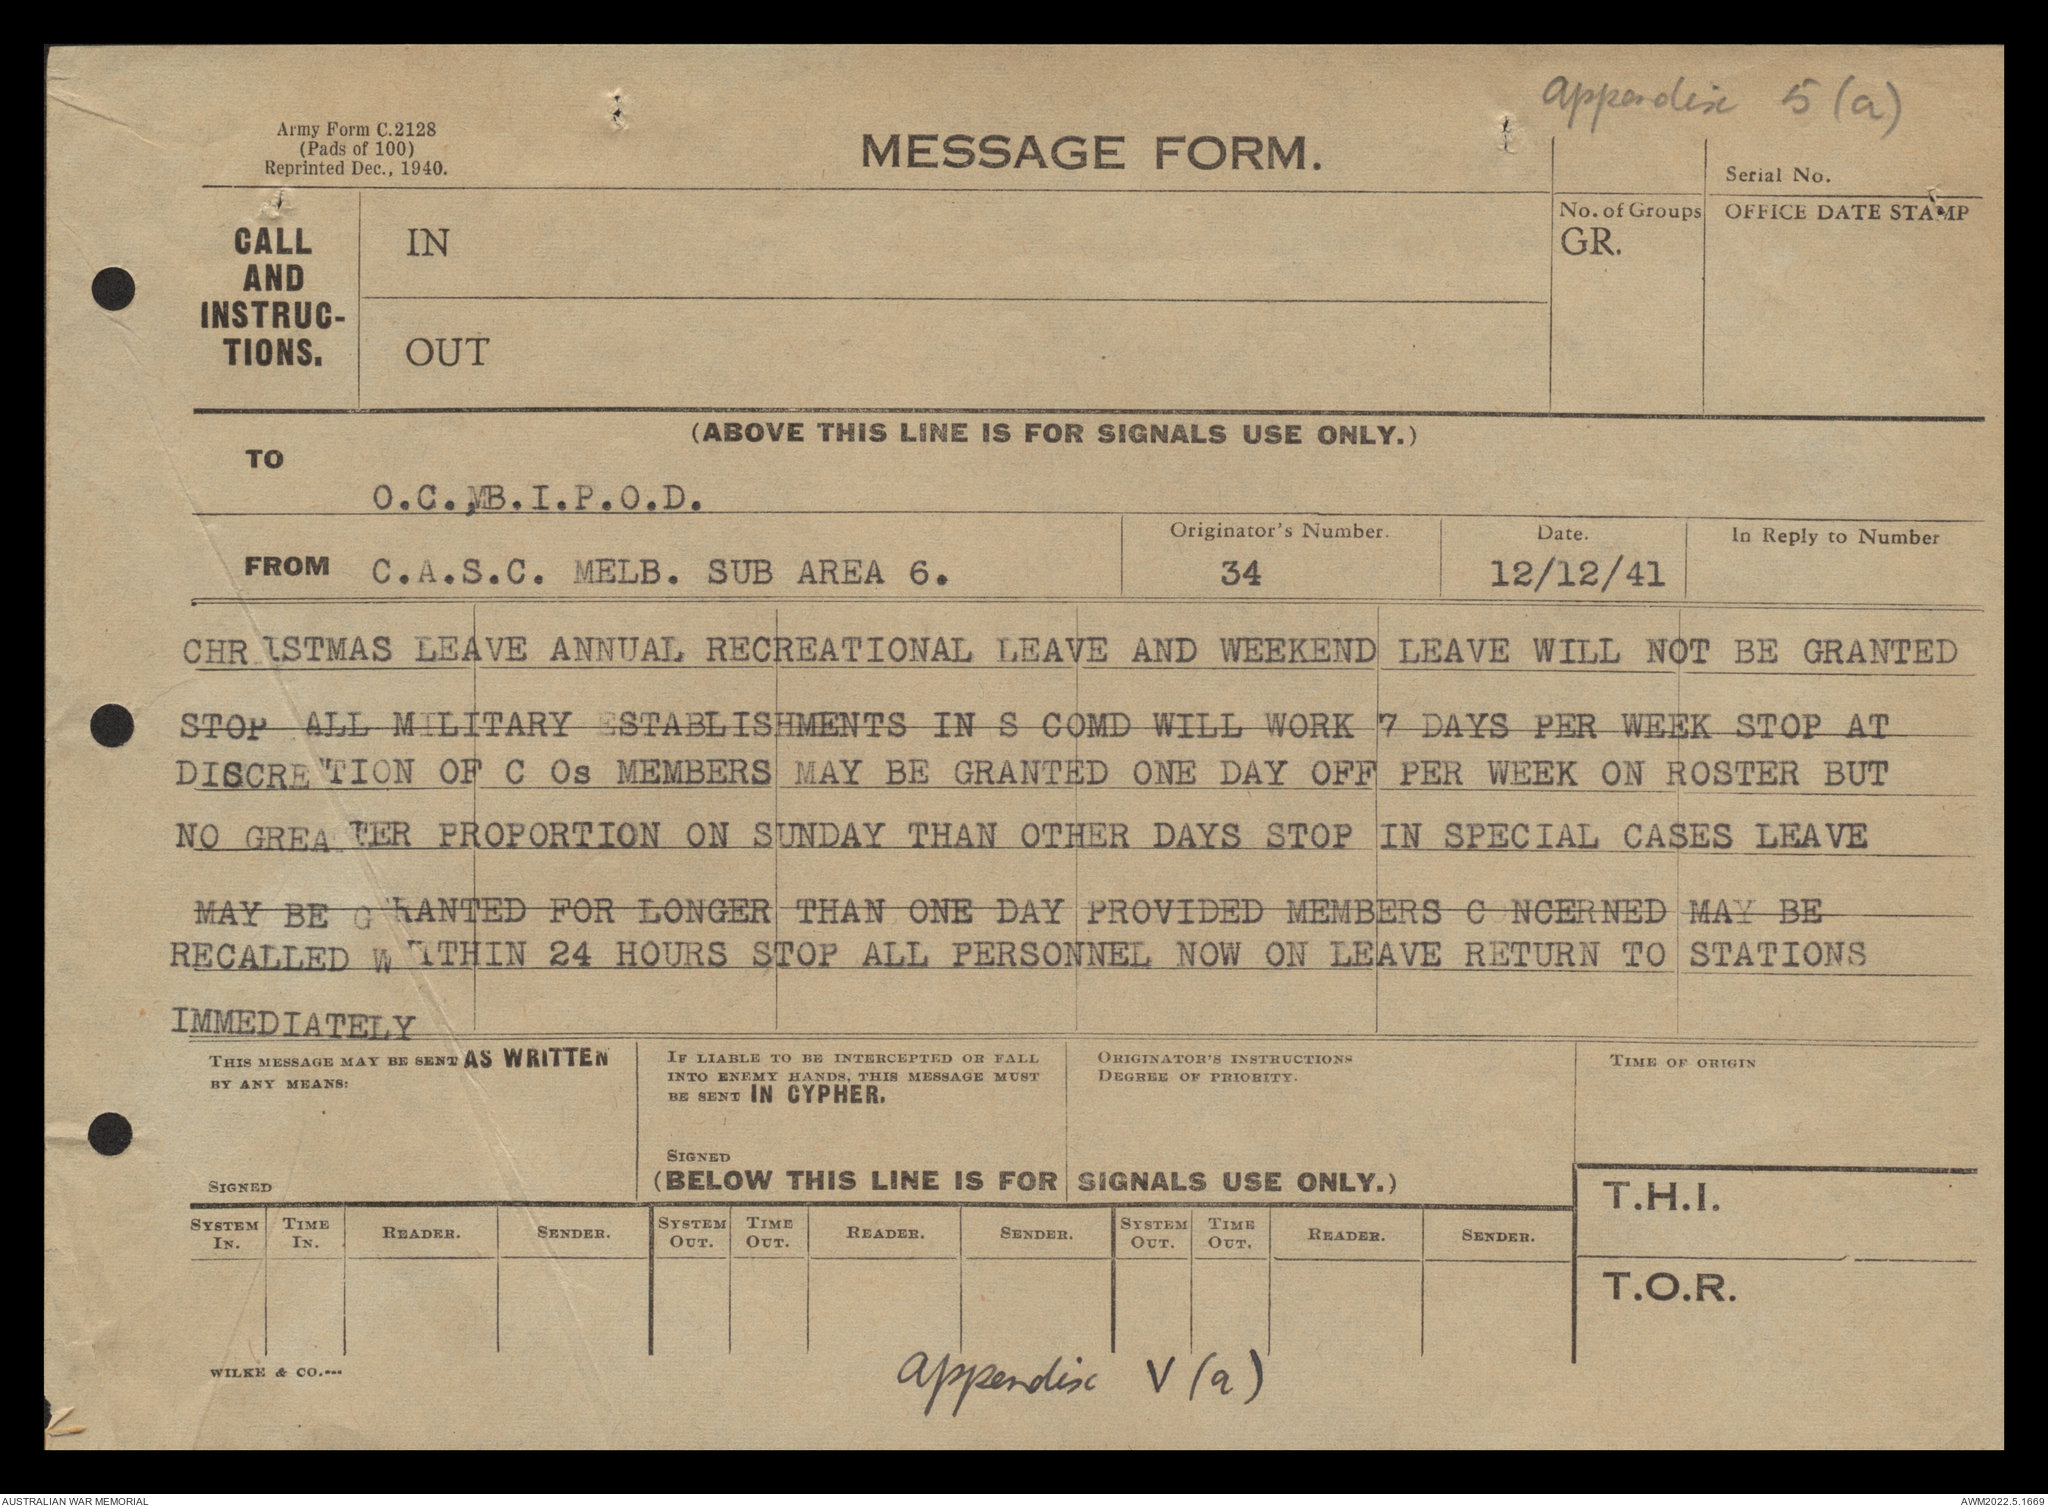 appendix 5 (a)
Army Form C.2128
(Pads of 100)
Reprinted Dec., 1940.
MESSAGE FORM.
Serial No.
CALL
AND
INSTRUC-
TIONS.
IN
OUT
No. of Groups
GR.
OFFICE DATE STAMP
(ABOVE THIS LINE IS FOR SIGNALS USE ONLY.)
TO
O.C., B.I.P.O.D.
FROM C.A.S.C. MELB. SUB AREA 6.
Originator's Number.
34
Date.
12/12/41
In Reply to Number
CHRISTMAS LEAVE ANNUAL RECREATIONAL LEAVE AND WEEKEND LEAVE WILL NOT BE GRANTED
STOP ALL MILITARY ESTABLISHMENTS IN S COMD WILL WORK 7 DAYS PER WEEK STOP AT
DISCRETION OF C Os MEMBERS MAY BE GRANTED ONE DAY OFF PER WEEK ON ROSTER BUT
NO GREATER PROPORTION ON SUNDAY THAN OTHER DAYS STOP IN SPECIAL CASES LEAVE
MAY BE GRANTED FOR LONGER THAN ONE DAY PROVIDED MEMBERS CONCERNED MAY BE
RECALLED WITHIN 24 HOURS STOP ALL PERSONNEL NOW ON LEAVE RETURN TO STATIONS
IMMEDIATELY
THIS MESSAGE MAY BE SENT AS WRITTEN
BY ANY MEANS:
SIGNED
IF LIABLE TO BE INTERCEPTED OR FALL
INTO ENEMY HANDS, THIS MESSAGE MUST
BE SENT IN CYPHER.
SIGNED
ORIGINATOR'S INSTRUCTIONS
DEGREE OF PRIORITY.
TIME OF ORIGIN
(BELOW THIS LINE IS FOR SIGNALS USE ONLY.)
SYSTEM IN.
TIME IN.
READER.
SENDER.
SYSTEM OUT.
TIME OUT.
READER.
SENDER.
SYSTEM OUT.
TIME OUT.
READER.
SENDER.
T.H.I.
T.O.R.
WILKE & CO.---
appendix V (a)
AUSTRALIAN WAR MEMORIAL
AWM2022.5.1669